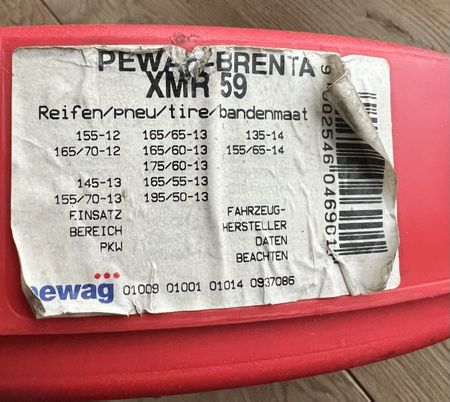 PEWAG-BRENTA
XMR 59
Reifen/pneu/tire/bandenmaat
155-12 165/65-13 135-14
165/70-12 165/60-13 155/65-14
175/60-13
145-13 165/55-13
155/70-13 195/50-13
EINSATZ FAHRZEUG-
BEREICH HERSTELLER
PKW DATEN
BEACHTEN
pewag 01009 01001 01014 0937086